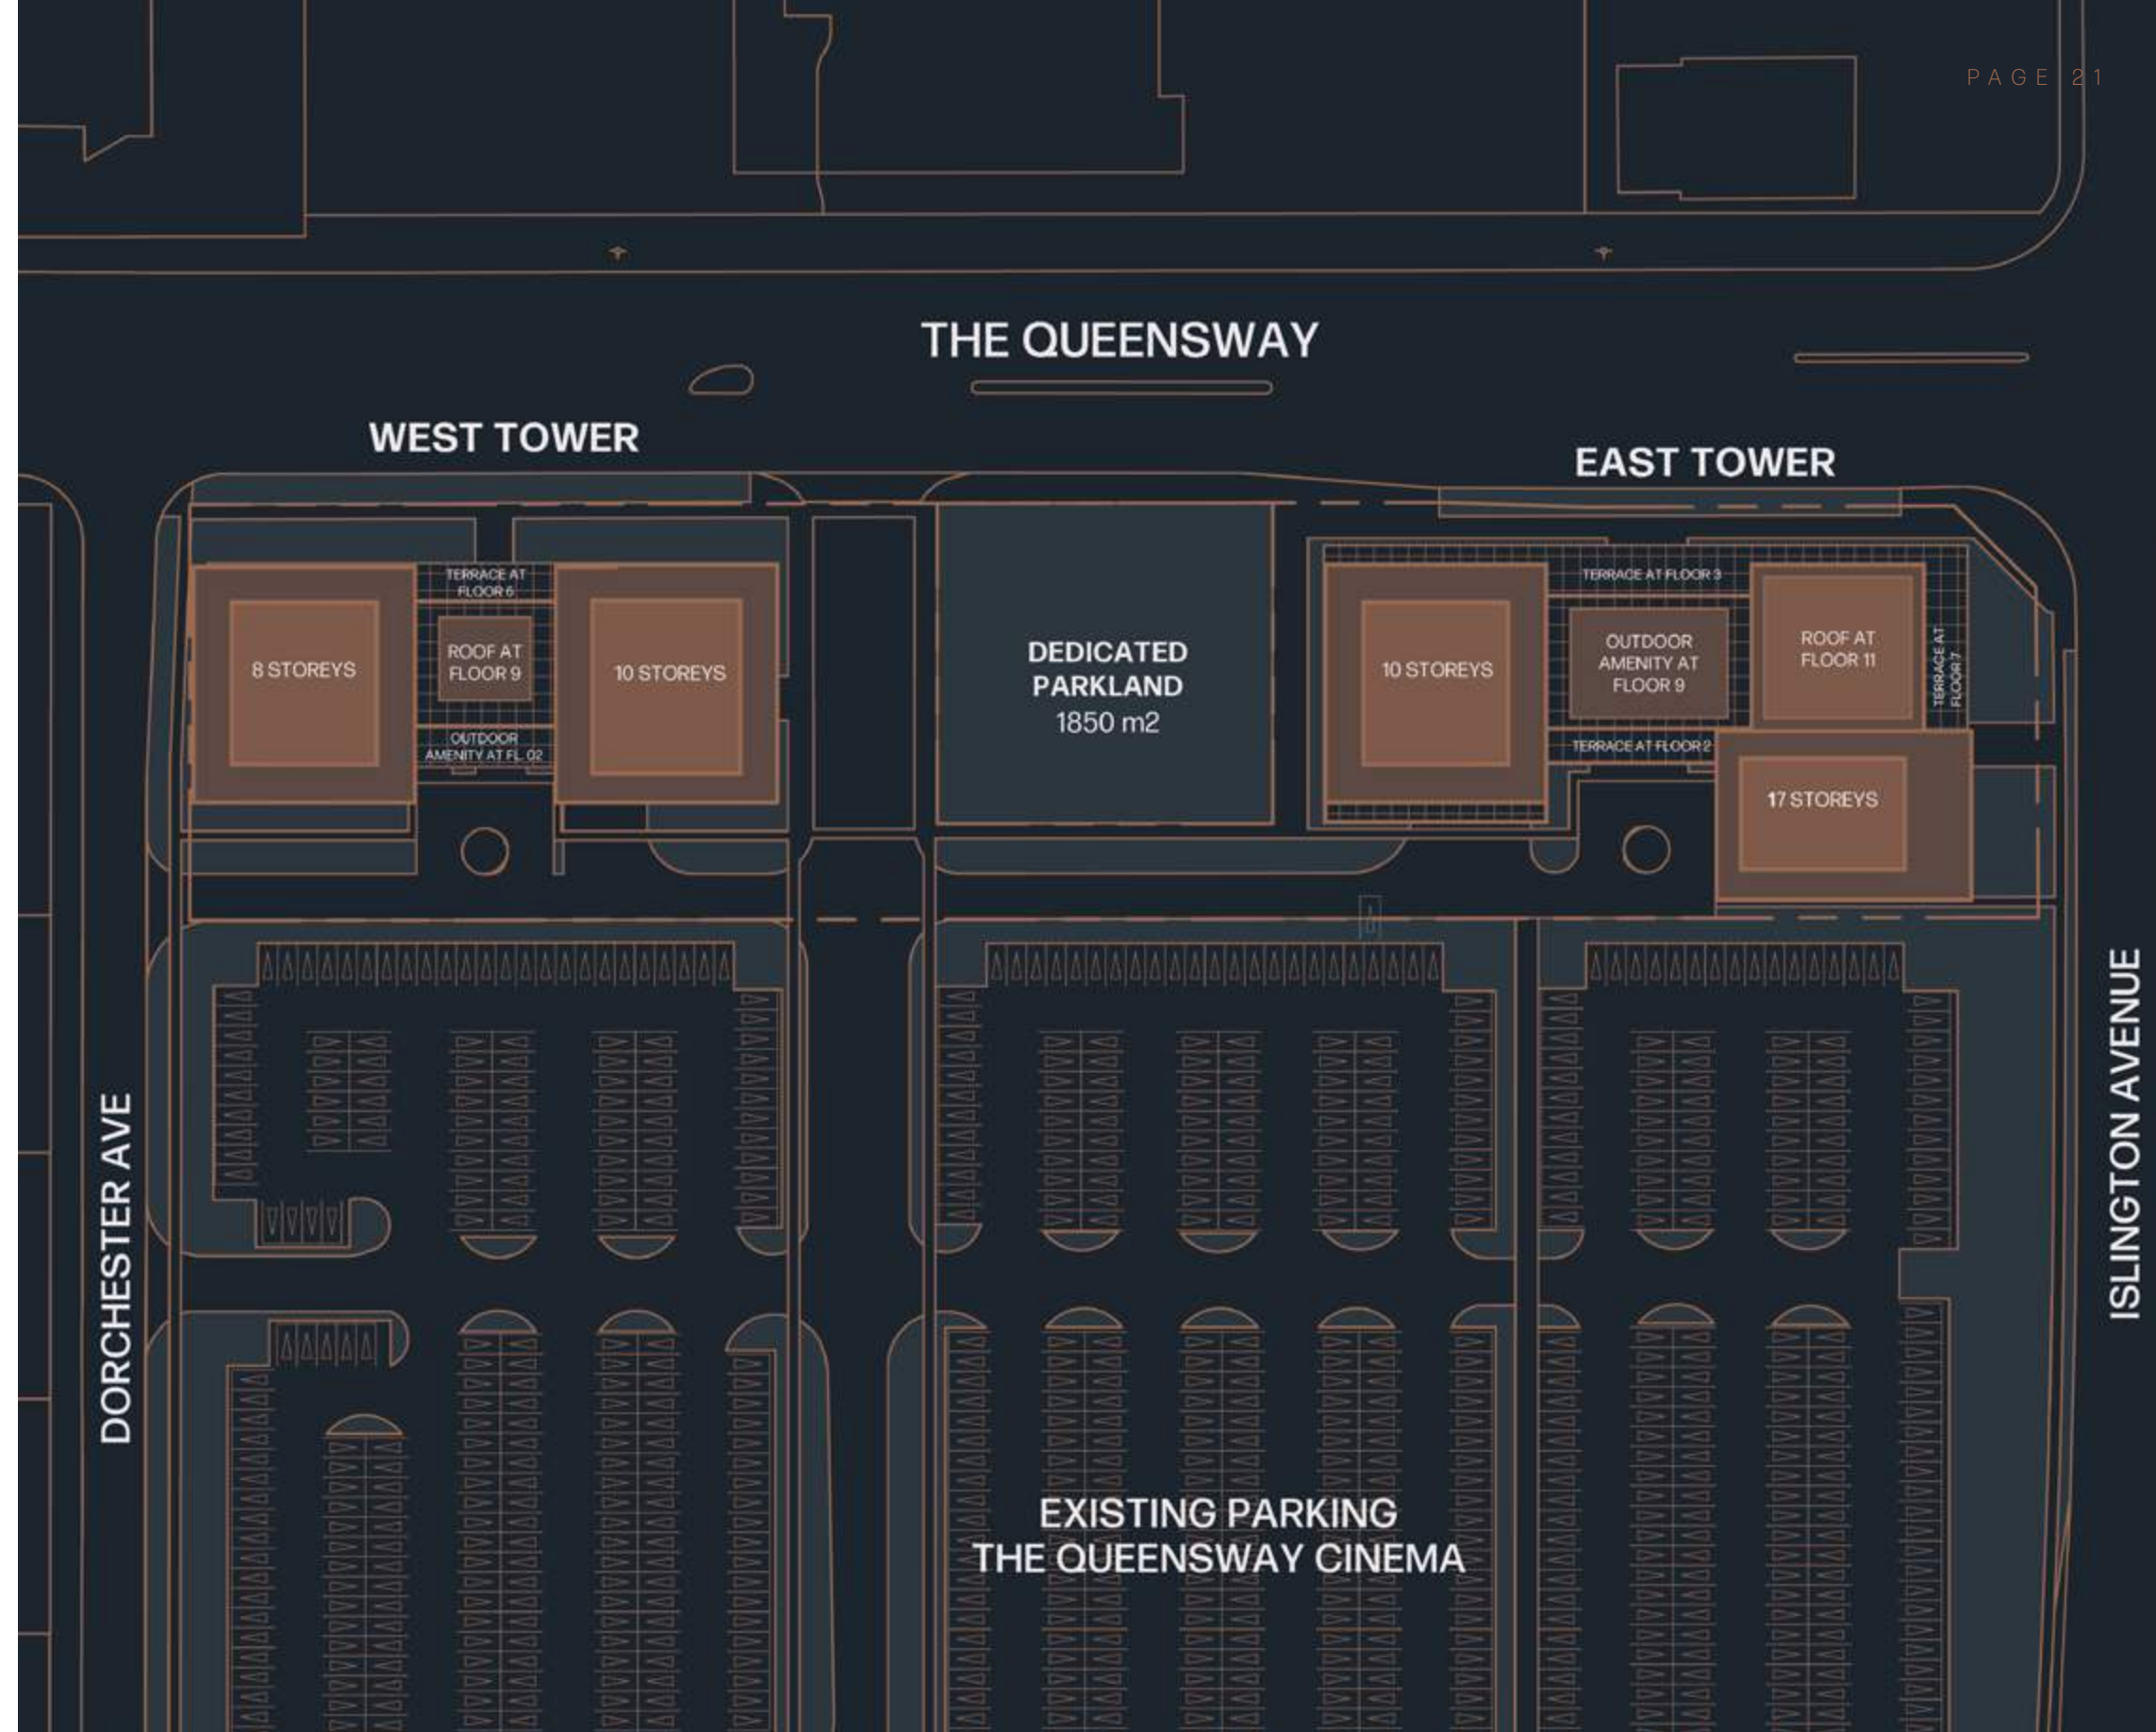 PAGE 21
THE QUEENSWAY
WEST TOWER
EAST TOWER
TERRACE AT
FLOOR 6
8 STOREYS
ROOF AT
FLOOR 9
10 STOREYS
OUTDOOR
AMENITY AT FL. 02
DEDICATED
PARKLAND
1850 m2
10 STOREYS
TERRACE AT FLOOR 3
OUTDOOR
AMENITY AT
FLOOR 9
ROOF AT
FLOOR 11
TERRACE AT
FLOOR 7
TERRACE AT FLOOR 2
17 STOREYS
DORCHESTER AVE
ISLINGTON AVENUE
EXISTING PARKING
THE QUEENSWAY CINEMA